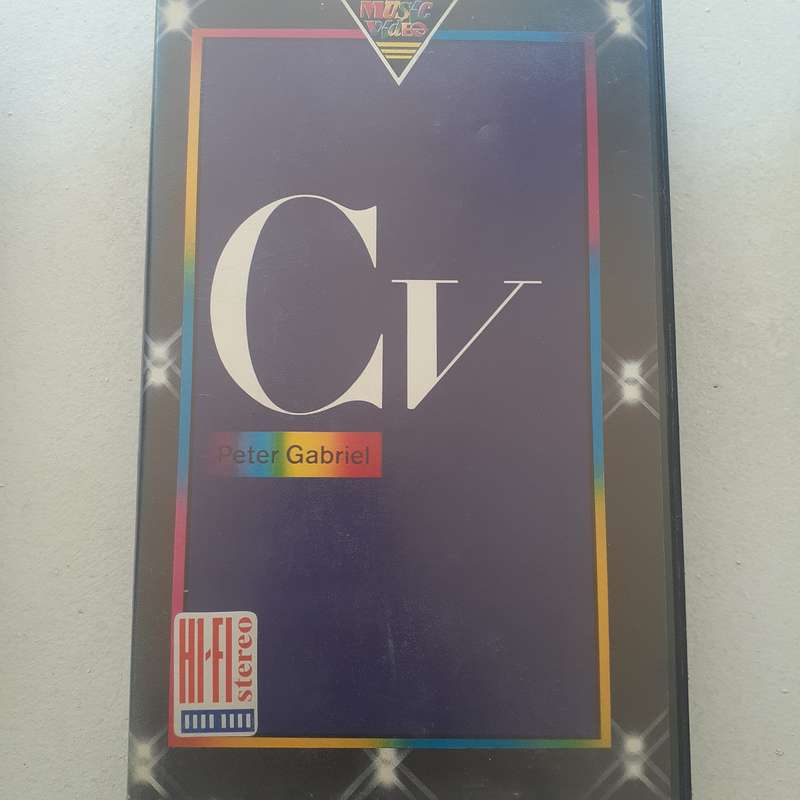 Music
Video
CV
Peter Gabriel
HI-FI
stereo